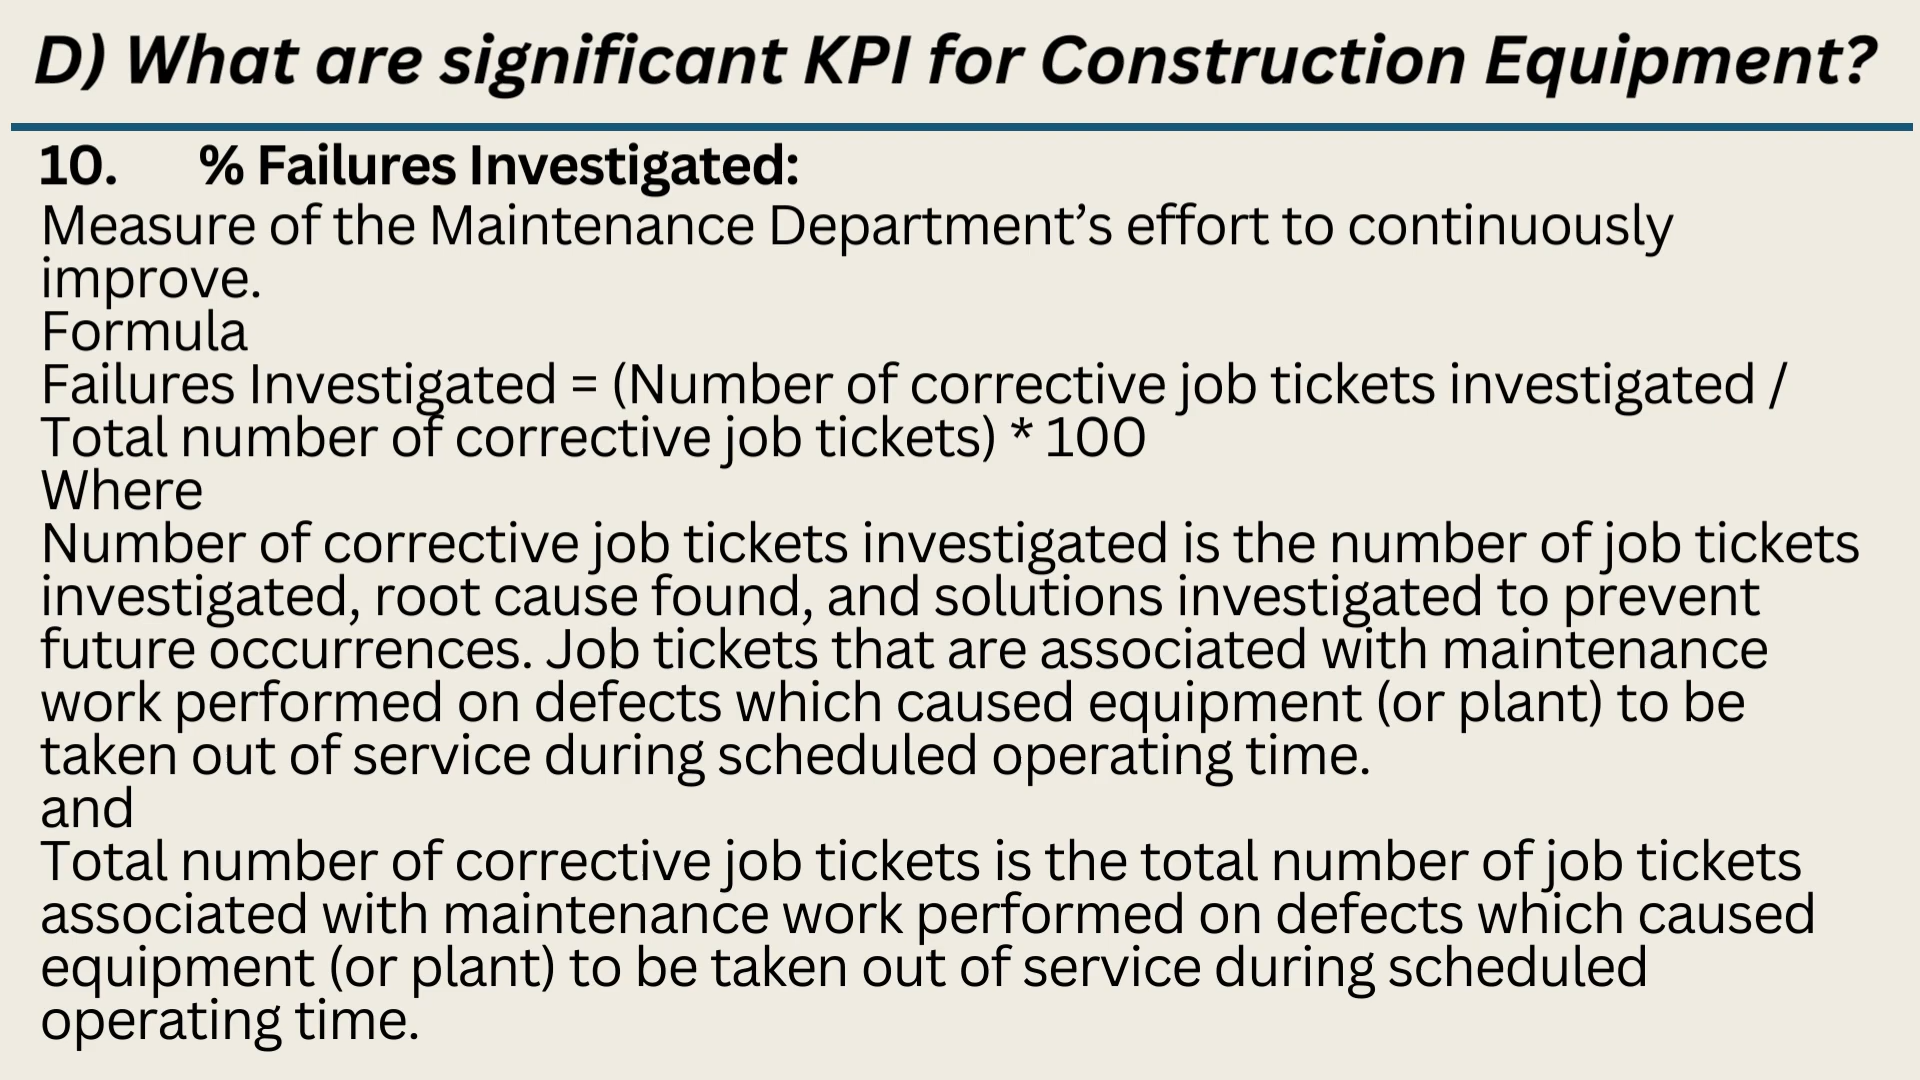 D) What are significant KPI for Construction Equipment?
10. % Failures Investigated:
Measure of the Maintenance Department’s effort to continuously
improve.
Formula
Failures Investigated = (Number of corrective job tickets investigated /
Total number of corrective job tickets) * 100
Where
Number of corrective job tickets investigated is the number of job tickets
investigated, root cause found, and solutions investigated to prevent
future occurrences. Job tickets that are associated with maintenance
work performed on defects which caused equipment (or plant) to be
taken out of service during scheduled operating time.
and
Total number of corrective job tickets is the total number of job tickets
associated with maintenance work performed on defects which caused
equipment (or plant) to be taken out of service during scheduled
operating time.